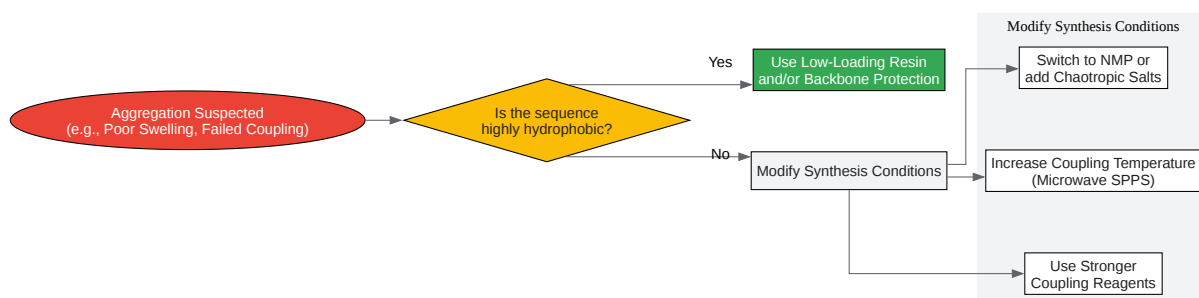 Aggregation Suspected
(e.g., Poor Swelling, Failed Coupling)
Is the sequence
highly hydrophobic?
Yes
Use Low-Loading Resin
and/or Backbone Protection
No
Modify Synthesis Conditions
Modify Synthesis Conditions
Switch to NMP or
add Chaotropic Salts
Increase Coupling Temperature
(Microwave SPPS)
Use Stronger
Coupling Reagents